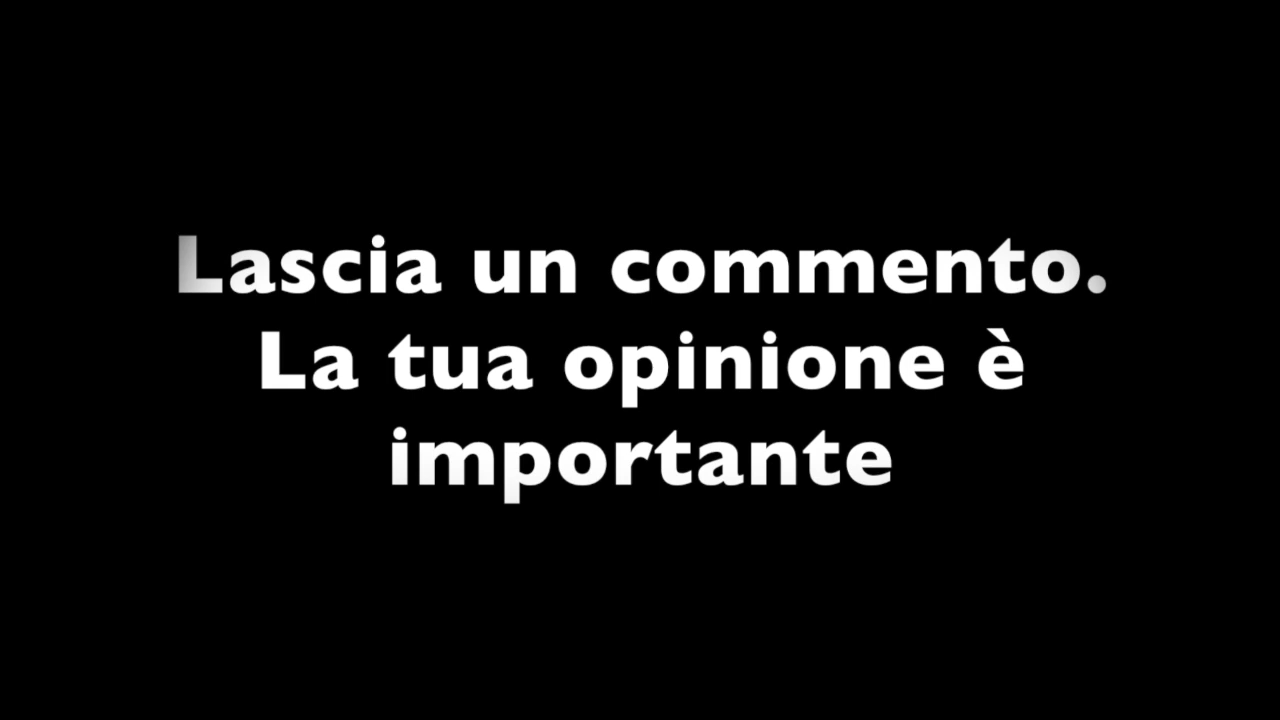 Lascia un commento.
La tua opinione è
importante